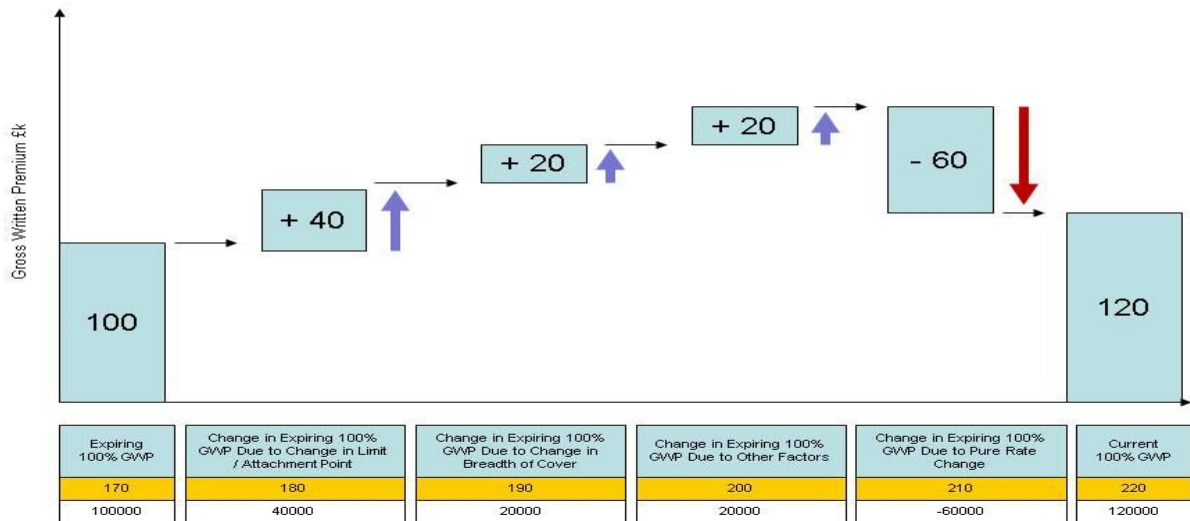 Gross Written Premium £k
100
+ 40
+ 20
+ 20
- 60
120
Expiring
100% GWP
170
100000
Change in Expiring 100%
GWP Due to Change in Limit
/ Attachment Point
180
40000
Change in Expiring 100%
GWP Due to Change in
Breadth of Cover
190
20000
Change in Expiring 100%
GWP Due to Other Factors
200
20000
Change in Expiring 100%
GWP Due to Pure Rate
Change
210
-60000
Current
100% GWP
220
120000